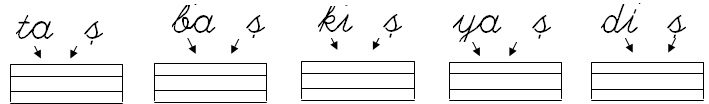 ta ş ba ş ki ş ya ş di ş